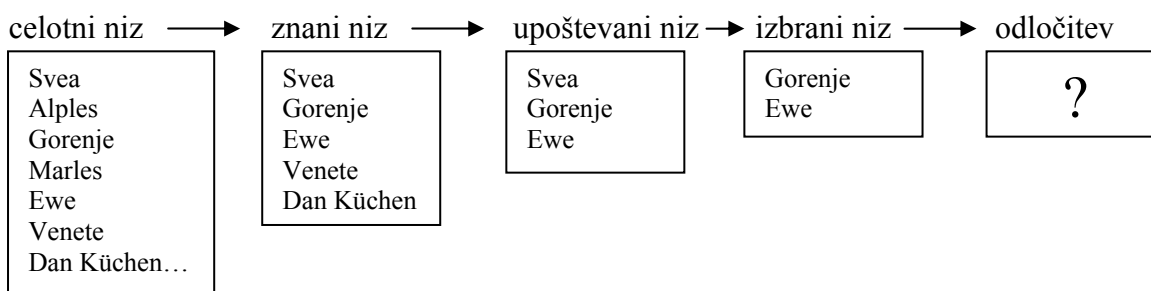 celotni niz
znani niz
upoštevani niz
izbrani niz
odločitev
Svea
Alples
Gorenje
Marles
Ewe
Venete
Dan Küchen…
Svea
Gorenje
Ewe
Venete
Dan Küchen
Svea
Gorenje
Ewe
Gorenje
Ewe
?